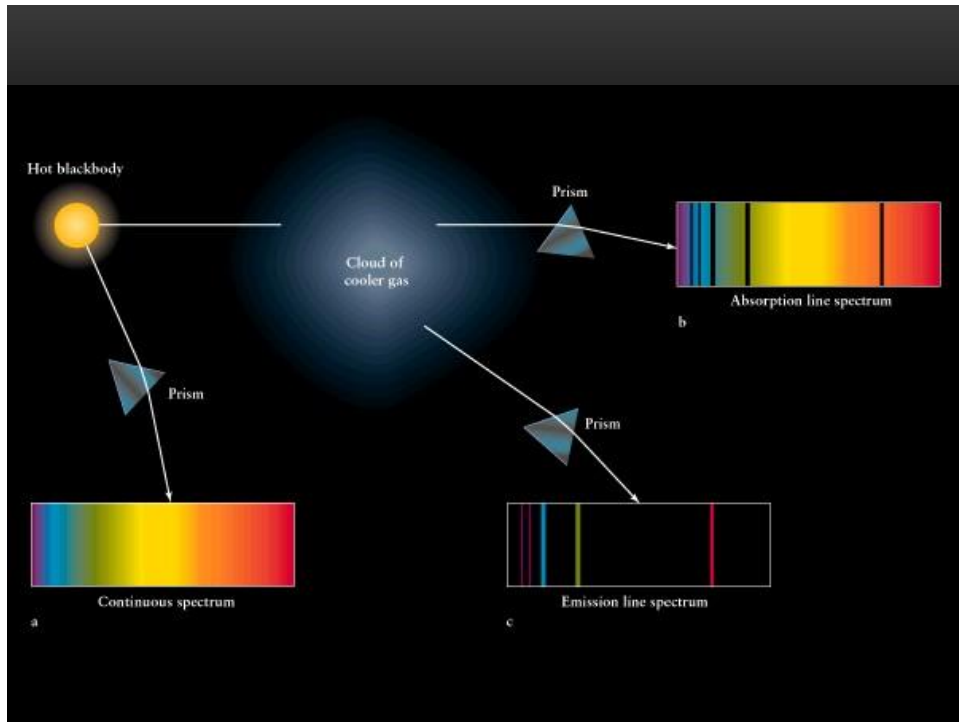 Hot blackbody
Prism
Cloud of
cooler gas
Absorption line spectrum
b
Prism
Prism
Continuous spectrum
a
Emission line spectrum
c